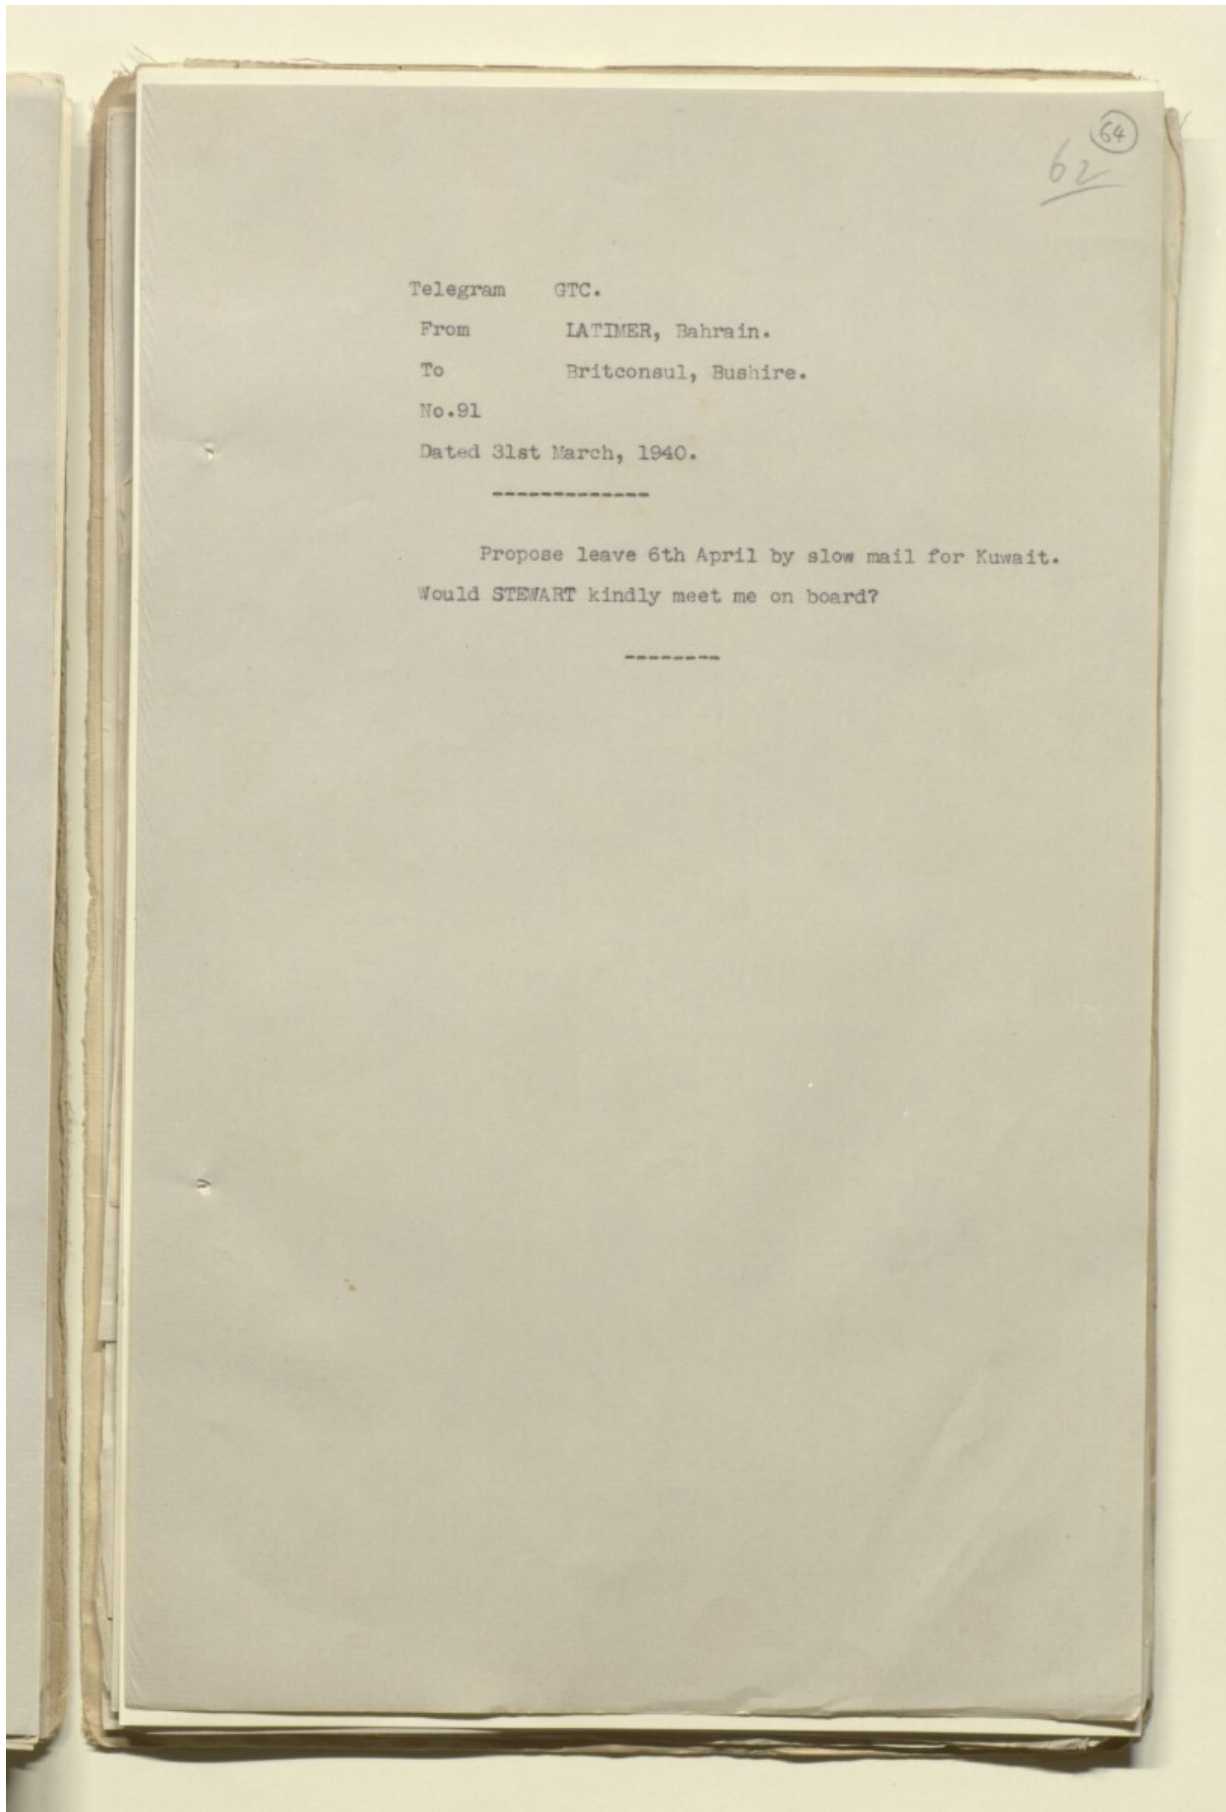 64
62
Telegram GTC.
From LATIMER, Bahrain.
To Britconsul, Bushire.
No.91
Dated 31st March, 1940.
-------------
Propose leave 6th April by slow mail for Kuwait.
Would STEWART kindly meet me on board?
--------